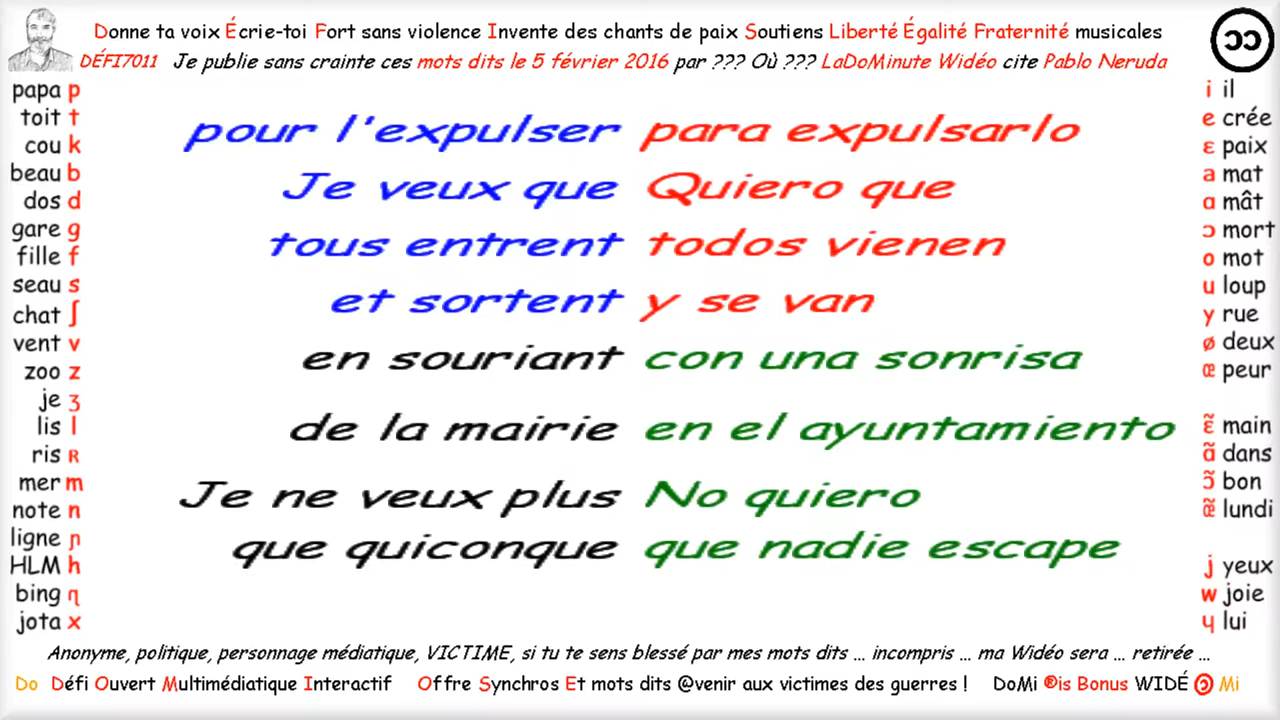 Donne ta voix Écrie-toi Fort sans violence Invente des chants de paix Soutiens Liberté Égalité Fraternité musicales
DÉFI7011 Je publie sans crainte ces mots dits le 5 février 2016 par ??? Où ??? LaDoMinute Widéo cite Pablo Neruda
papa p
toit t
cou k
beau b
dos d
gare g
fille f
seau s
chat ʃ
vent v
zoo z
je ʒ
lis l
ris ʀ
mer m
note n
ligne ɲ
HLM h
bing ɳ
jota x
pour l'expulser para expulsarlo
Je veux que Quiero que
tous entrent todos vienen
et sortent y se van
en souriant con una sonrisa
de la mairie en el ayuntamiento
Je ne veux plus No quiero
que quiconque que nadie escape
i il
e crée
ɛ paix
a mat
ɑ mât
ɔ mort
o mot
u loup
y rue
ø deux
œ peur
ɛ̃ main
ɑ̃ dans
ɔ̃ bon
œ̃ lundi
j yeux
w joie
ɥ lui
Anonyme, politique, personnage médiatique, VICTIME, si tu te sens blessé par mes mots dits ... incompris ... ma Widéo sera ... retirée ...
Do Défi Ouvert Multimédiatique Interactif Offre Synchros Et mots dits @venir aux victimes des guerres ! DoMi ®is Bonus WIDÉ Mi